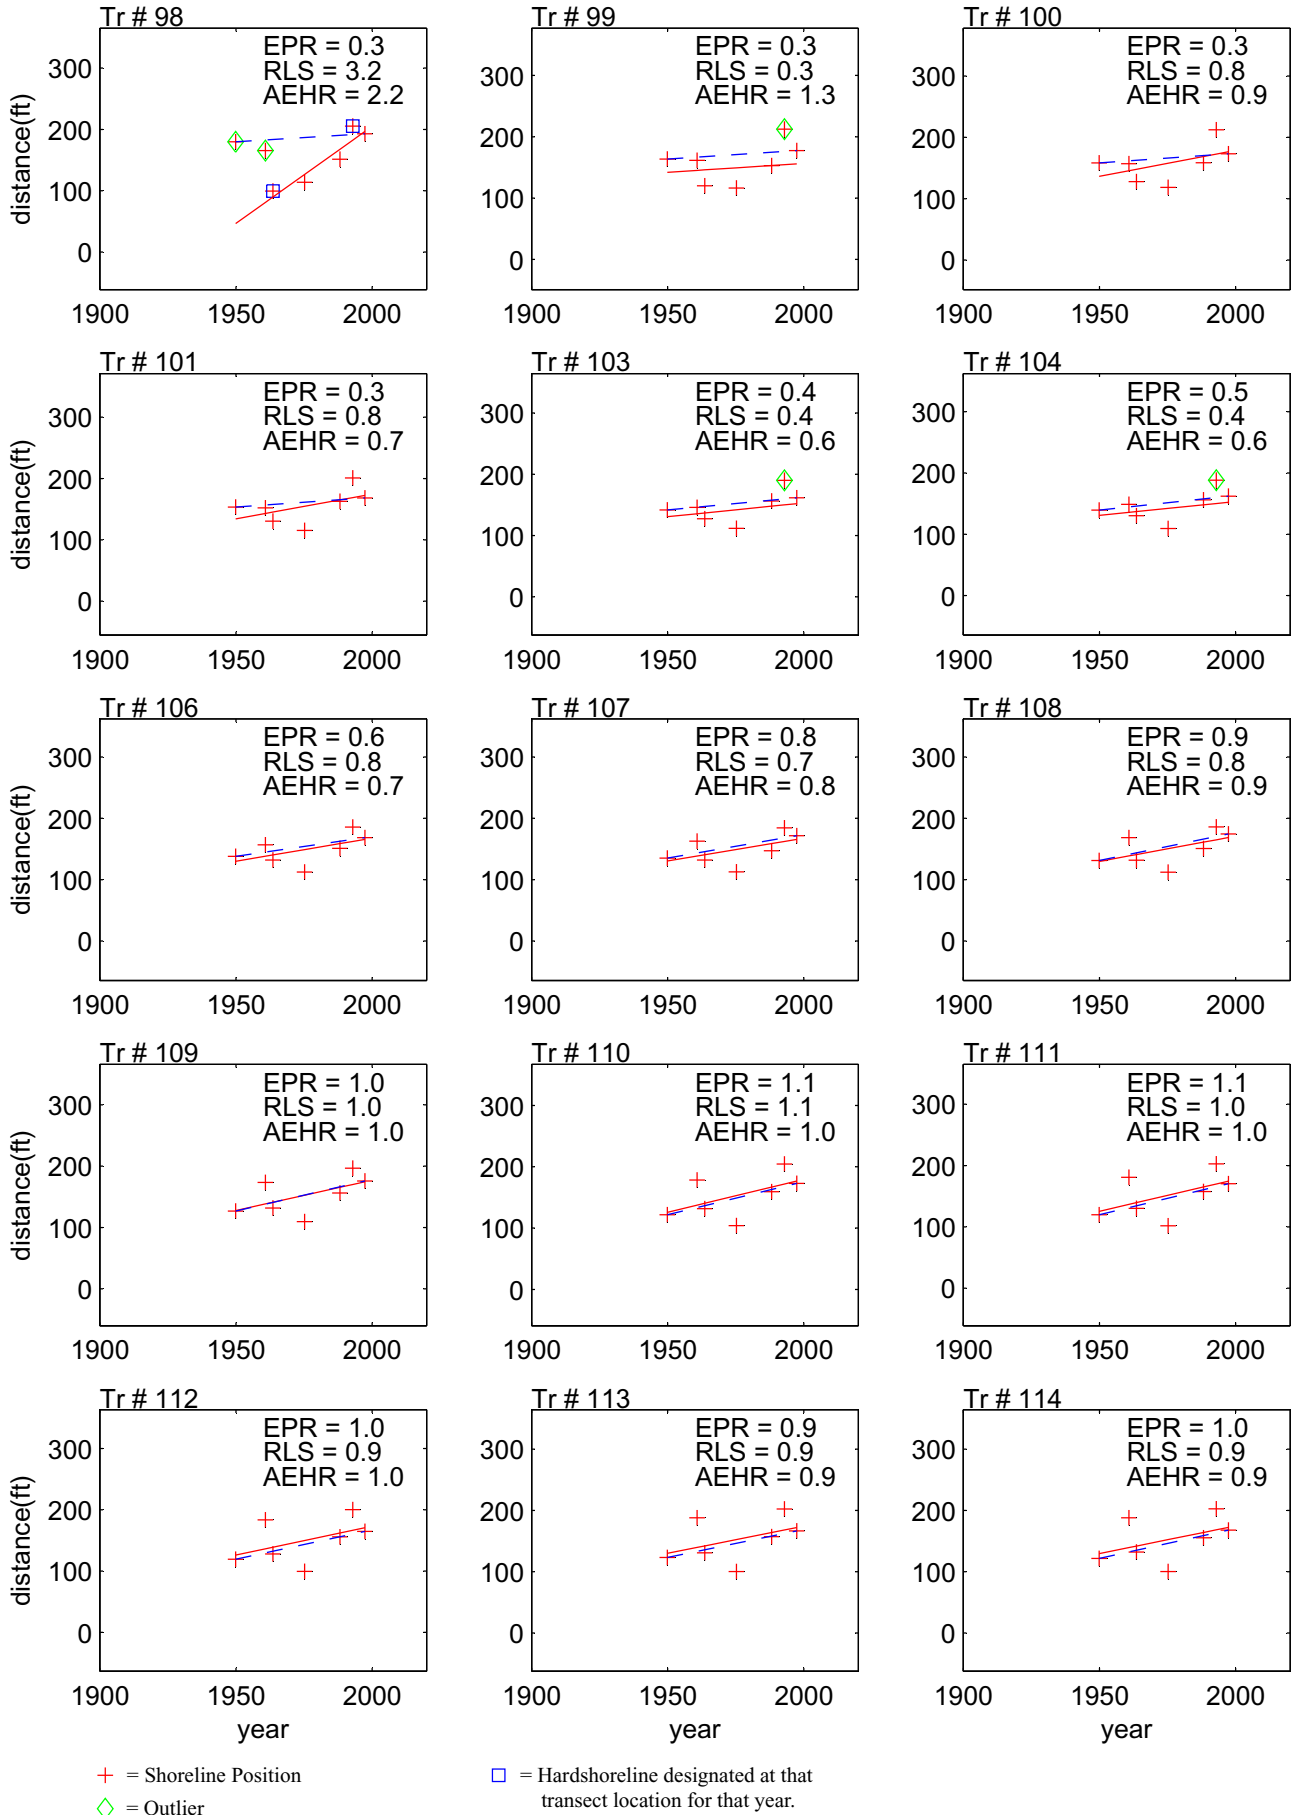 Tr # 98
EPR = 0.3
RLS = 3.2
AEHR = 2.2
300
200
100
0
distance(ft)
1900 1950 2000
Tr # 99
EPR = 0.3
RLS = 0.3
AEHR = 1.3
300
200
100
0
1900 1950 2000
Tr # 100
EPR = 0.3
RLS = 0.8
AEHR = 0.9
300
200
100
0
1900 1950 2000
Tr # 101
EPR = 0.3
RLS = 0.8
AEHR = 0.7
300
200
100
0
distance(ft)
1900 1950 2000
Tr # 103
EPR = 0.4
RLS = 0.4
AEHR = 0.6
300
200
100
0
1900 1950 2000
Tr # 104
EPR = 0.5
RLS = 0.4
AEHR = 0.6
300
200
100
0
1900 1950 2000
Tr # 106
EPR = 0.6
RLS = 0.8
AEHR = 0.7
300
200
100
0
distance(ft)
1900 1950 2000
Tr # 107
EPR = 0.8
RLS = 0.7
AEHR = 0.8
300
200
100
0
1900 1950 2000
Tr # 108
EPR = 0.9
RLS = 0.8
AEHR = 0.9
300
200
100
0
1900 1950 2000
Tr # 109
EPR = 1.0
RLS = 1.0
AEHR = 1.0
300
200
100
0
distance(ft)
1900 1950 2000
Tr # 110
EPR = 1.1
RLS = 1.1
AEHR = 1.0
300
200
100
0
1900 1950 2000
Tr # 111
EPR = 1.1
RLS = 1.0
AEHR = 1.0
300
200
100
0
1900 1950 2000
Tr # 112
EPR = 1.0
RLS = 0.9
AEHR = 1.0
300
200
100
0
distance(ft)
1900 1950 2000
year
Tr # 113
EPR = 0.9
RLS = 0.9
AEHR = 0.9
300
200
100
0
1900 1950 2000
year
Tr # 114
EPR = 1.0
RLS = 0.9
AEHR = 0.9
300
200
100
0
1900 1950 2000
year
= Shoreline Position
= Outlier
= Hardshoreline designated at that
transect location for that year.